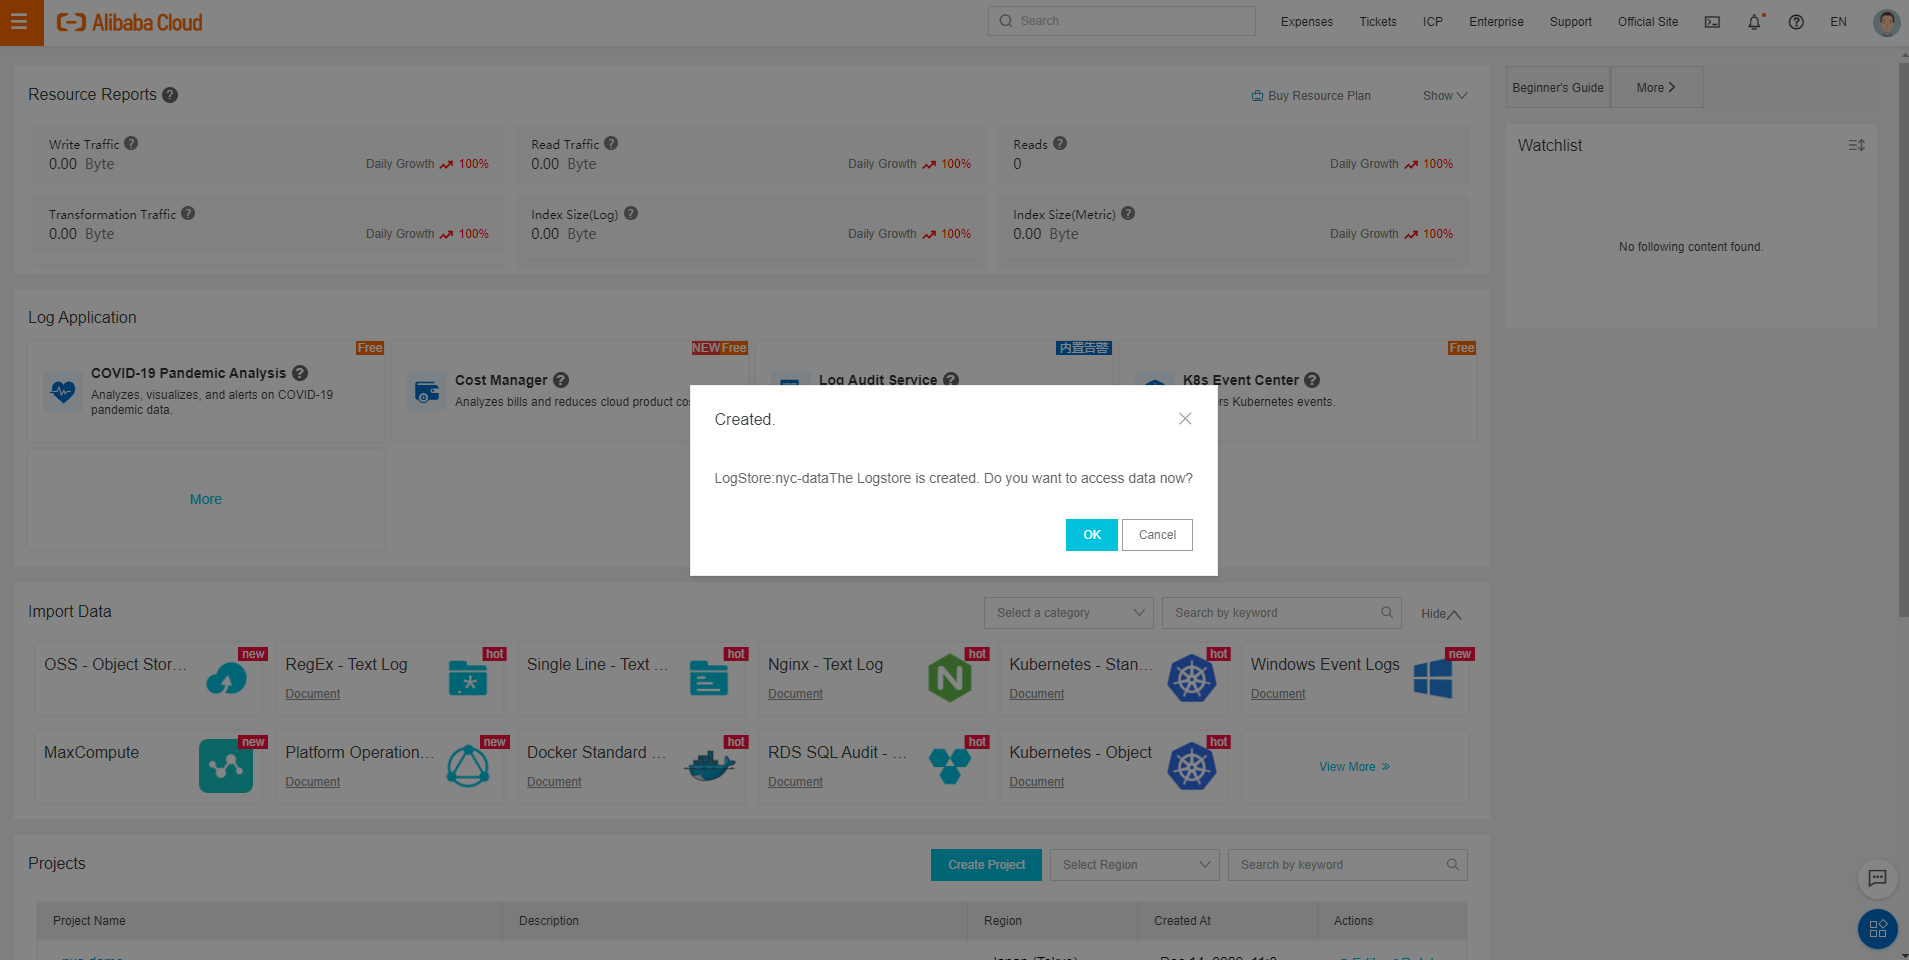 Alibaba Cloud
Search
Expenses
Tickets
ICP
Enterprise
Support
Official Site
EN
Resource Reports
Buy Resource Plan
Show
Write Traffic
0.00 Byte
Daily Growth 100%
Read Traffic
0.00 Byte
Daily Growth 100%
Reads
0
Daily Growth 100%
Transformation Traffic
0.00 Byte
Daily Growth 100%
Index Size(Log)
0.00 Byte
Daily Growth 100%
Index Size(Metric)
0.00 Byte
Daily Growth 100%
Beginner's Guide
More
Watchlist
No following content found.
Log Application
Free
COVID-19 Pandemic Analysis
Analyzes, visualizes, and alerts on COVID-19
pandemic data.
NEW Free
Cost Manager
Analyzes bills and reduces cloud product co
内置告警
Log Audit Service
Free
K8s Event Center
rs Kubernetes events.
More
Created.
LogStore:nyc-dataThe Logstore is created. Do you want to access data now?
OK
Cancel
Import Data
Select a category
Search by keyword
Hide
OSS - Object Stor...
new
RegEx - Text Log
hot
Document
Single Line - Text ...
hot
Nginx - Text Log
hot
Document
Kubernetes - Stan...
hot
Document
Windows Event Logs
new
Document
MaxCompute
new
Platform Operation...
new
Document
Docker Standard ...
hot
Document
RDS SQL Audit - ...
hot
Document
Kubernetes - Object
hot
Document
View More
Projects
Create Project
Select Region
Search by keyword
Project Name
Description
Region
Created At
Actions